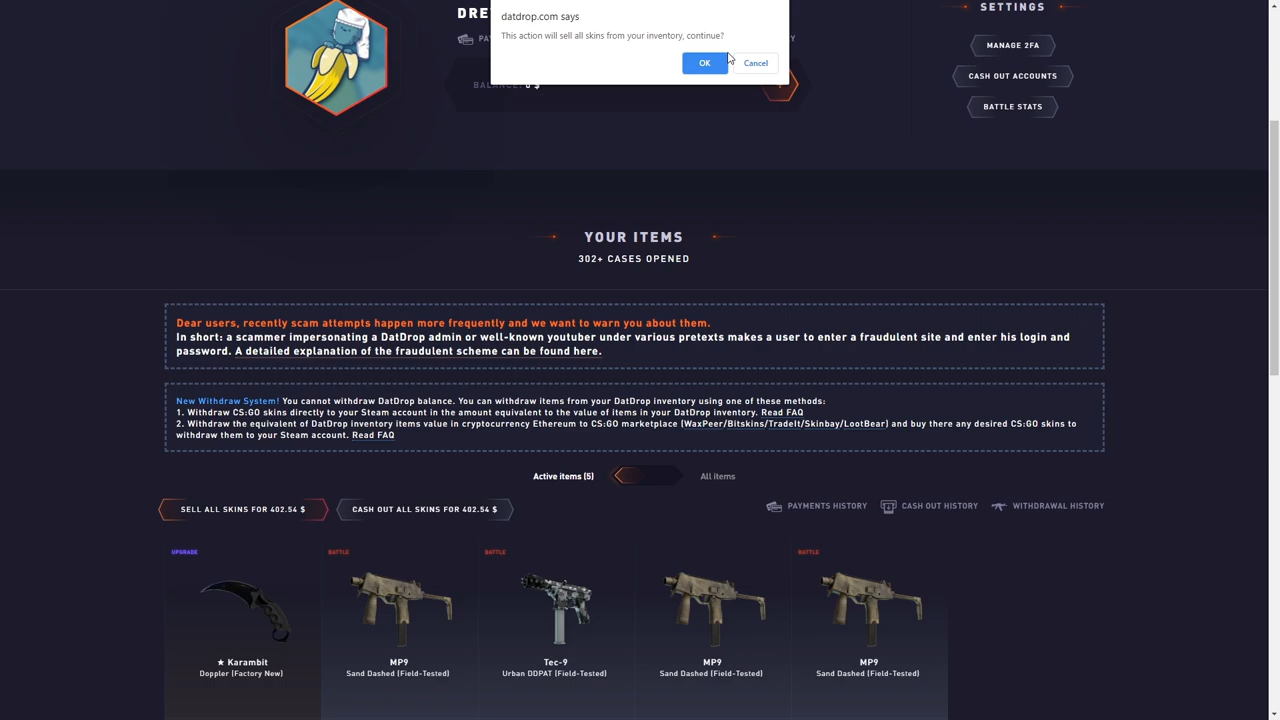 DRE
SETTINGS
datdrop.com says
This action will sell all skins from your inventory, continue?
OK
Cancel
MANAGE 2FA
CASH OUT ACCOUNTS
BATTLE STATS
YOUR ITEMS
302+ CASES OPENED
Dear users, recently scam attempts happen more frequently and we want to warn you about them.
In short: a scammer impersonating a DatDrop admin or well-known youtuber under various pretexts makes a user to enter a fraudulent site and enter his login and
password. A detailed explanation of the fraudulent scheme can be found here.
New Withdraw System! You cannot withdraw DatDrop balance. You can withdraw items from your DatDrop inventory using one of these methods:
1. Withdraw CS:GO skins directly to your Steam account in the amount equivalent to the value of items in your DatDrop inventory. Read FAQ
2. Withdraw the equivalent of DatDrop inventory items value in cryptocurrency Ethereum to CS:GO marketplace (WaxPeer/Bitskins/TradeIt/Skinbay/LootBear) and buy there any desired CS:GO skins to
withdraw them to your Steam account. Read FAQ
Active items (5)
All items
SELL ALL SKINS FOR 402.54 $
CASH OUT ALL SKINS FOR 402.54 $
PAYMENTS HISTORY
CASH OUT HISTORY
WITHDRAWAL HISTORY
UPGRADE
BATTLE
BATTLE
BATTLE
★ Karambit
Doppler (Factory New)
MP9
Sand Dashed (Field-Tested)
Tec-9
Urban DDPAT (Field-Tested)
MP9
Sand Dashed (Field-Tested)
MP9
Sand Dashed (Field-Tested)